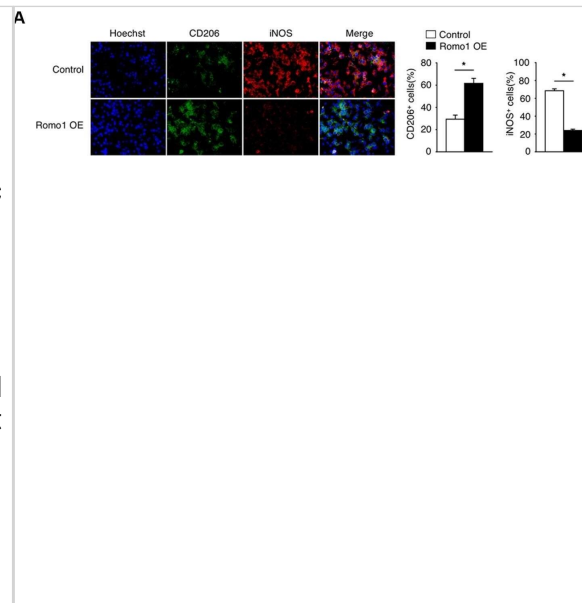 A
Hoechst CD206 iNOS Merge
Control
Romo1 OE
Control
Romo1 OE
CD206⁺ cells(%)
80
60
40
20
0
*
iNOS⁺ cells(%)
100
80
60
40
20
0
*